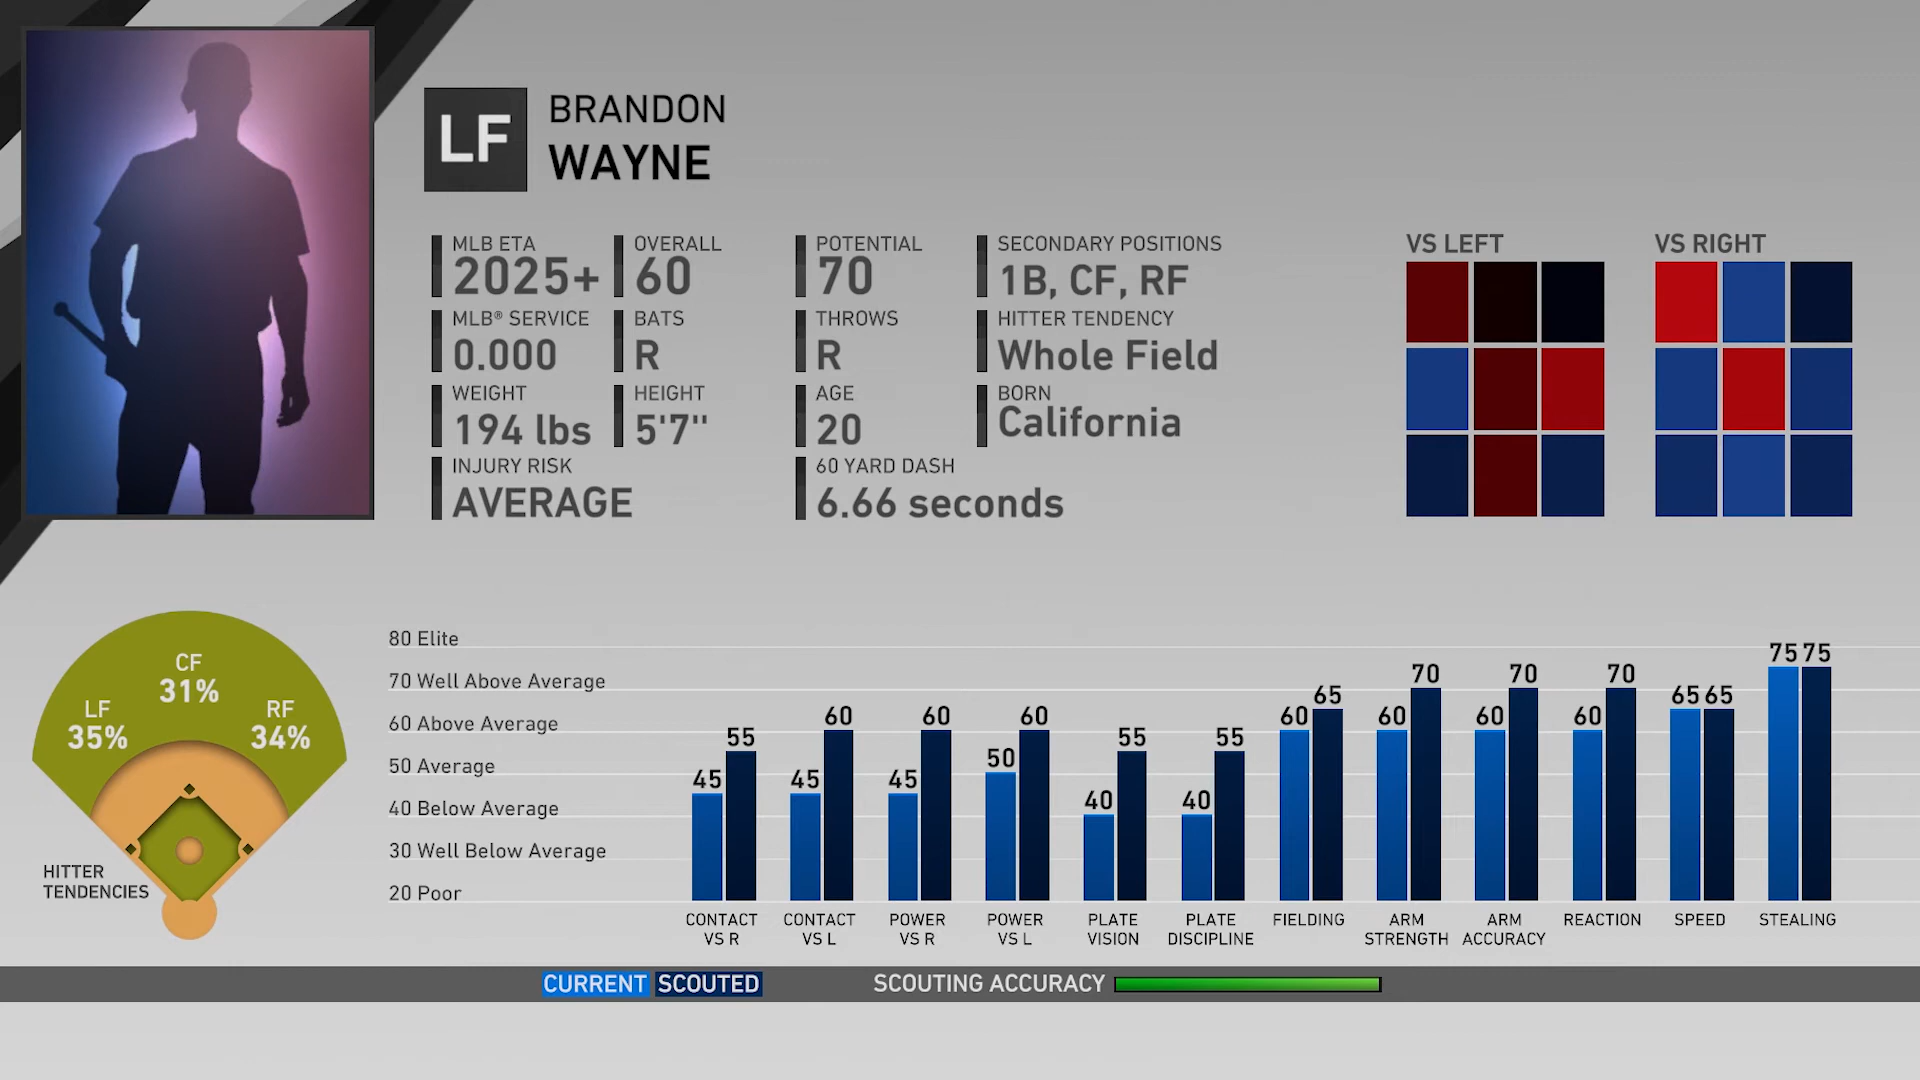 LF
BRANDON
WAYNE
MLB ETA
2025+
OVERALL
60
POTENTIAL
70
SECONDARY POSITIONS
1B, CF, RF
MLB® SERVICE
0.000
BATS
R
THROWS
R
HITTER TENDENCY
Whole Field
WEIGHT
194 lbs
HEIGHT
5'7"
AGE
20
BORN
California
INJURY RISK
AVERAGE
60 YARD DASH
6.66 seconds
VS LEFT
VS RIGHT
CF
31%
LF
35%
RF
34%
HITTER
TENDENCIES
80 Elite
70 Well Above Average
60 Above Average
50 Average
40 Below Average
30 Well Below Average
20 Poor
45 55
45 60
45 60
50 60
40 55
40 55
60 65
60 70
60 70
60 70
65 65
75 75
CONTACT
VS R
CONTACT
VS L
POWER
VS R
POWER
VS L
PLATE
VISION
PLATE
DISCIPLINE
FIELDING
ARM
STRENGTH
ARM
ACCURACY
REACTION
SPEED
STEALING
CURRENT SCOUTED
SCOUTING ACCURACY